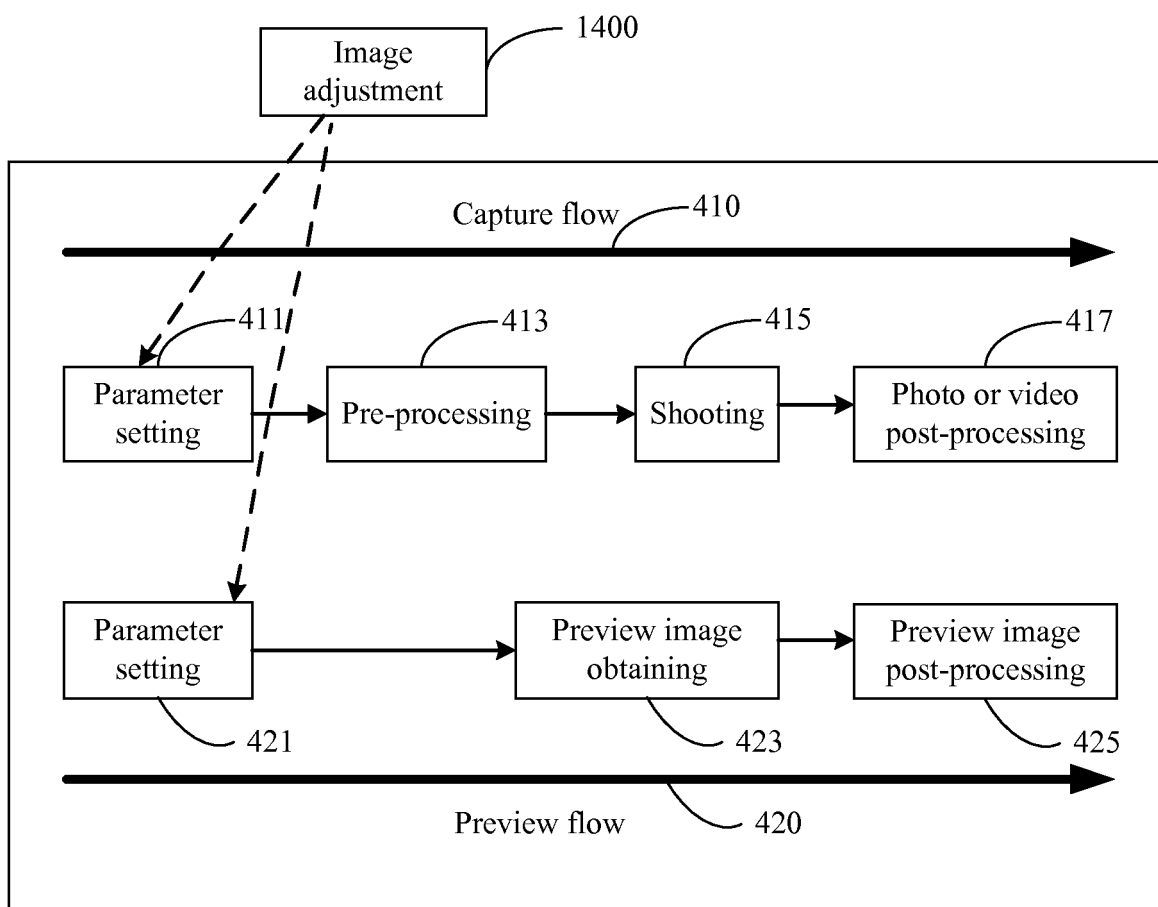 1400
Image
adjustment
Capture flow
410
411
413
415
417
Parameter
setting
Pre-processing
Shooting
Photo or video
post-processing
Parameter
setting
Preview image
obtaining
Preview image
post-processing
421
423
425
Preview flow
420